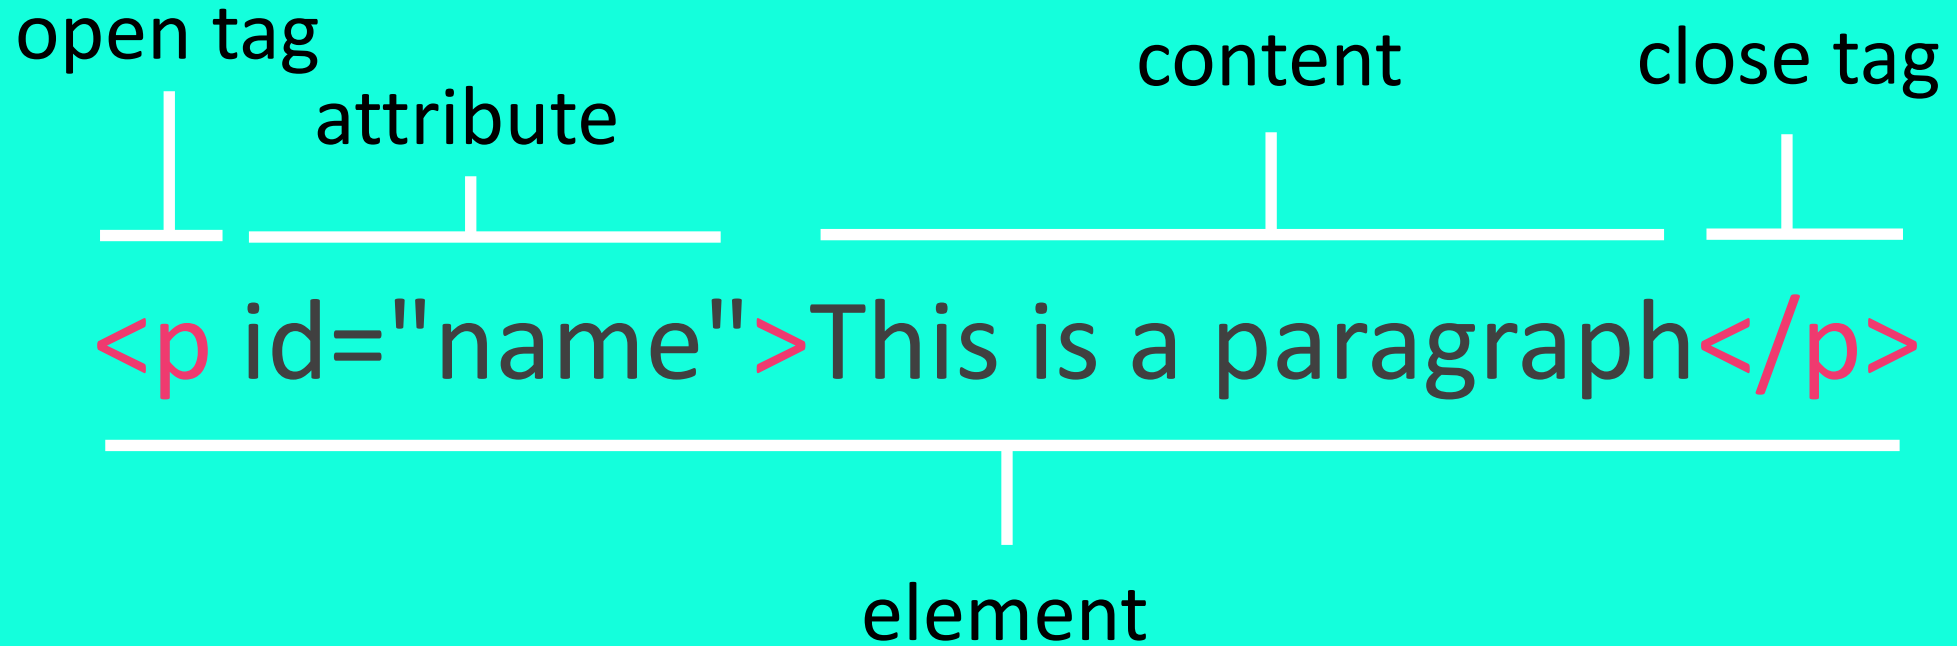 open tag
attribute
content
close tag
<p id="name">This is a paragraph</p>
element